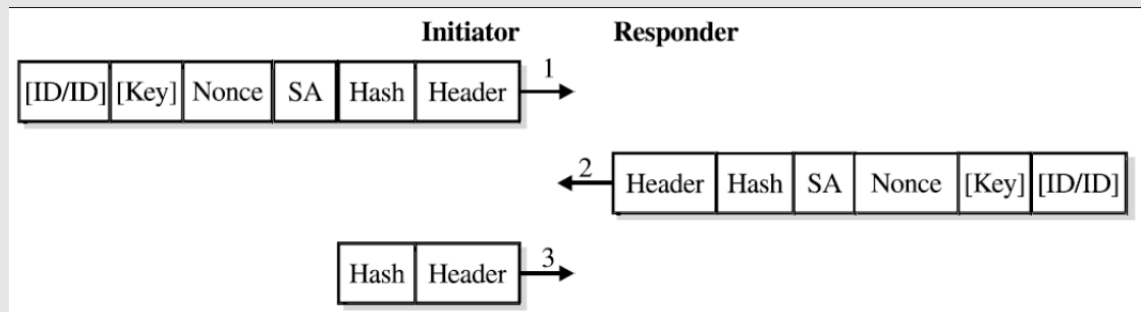 Initiator Responder
1
[ID/ID] [Key] Nonce SA Hash Header
2
Header Hash SA Nonce [Key] [ID/ID]
3
Hash Header